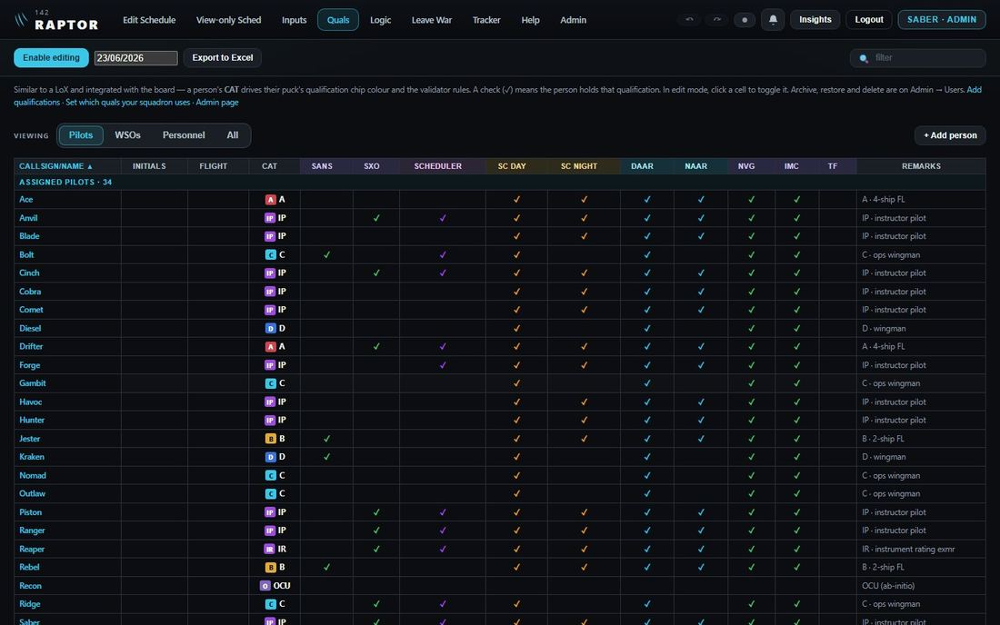 142
RAPTOR
Edit Schedule View-only Sched Inputs Quals Logic Leave War Tracker Help Admin Insights Logout SABER · ADMIN
Enable editing 23/06/2026 Export to Excel filter
Similar to a LoX and integrated with the board — a person's CAT drives their puck's qualification chip colour and the validator rules. A check (✓) means the person holds that qualification. In edit mode, click a cell to toggle it. Archive, restore and delete are on Admin → Users. Add
qualifications · Set which quals your squadron uses · Admin page
VIEWING Pilots WSOs Personnel All + Add person
CALLSIGN/NAME ▲ INITIALS FLIGHT CAT SANS SXO SCHEDULER SC DAY SC NIGHT DAAR NAAR NVG IMC TF REMARKS
ASSIGNED PILOTS · 34
Ace A A ✓ ✓ ✓ ✓ ✓ ✓ A · 4-ship FL
Anvil IP IP ✓ ✓ ✓ ✓ ✓ ✓ ✓ ✓ IP · instructor pilot
Blade IP IP ✓ ✓ ✓ ✓ ✓ ✓ IP · instructor pilot
Bolt C C ✓ ✓ ✓ ✓ ✓ ✓ C · ops wingman
Cinch IP IP ✓ ✓ ✓ ✓ ✓ ✓ ✓ ✓ IP · instructor pilot
Cobra IP IP ✓ ✓ ✓ ✓ ✓ ✓ IP · instructor pilot
Comet IP IP ✓ ✓ ✓ ✓ ✓ ✓ IP · instructor pilot
Diesel D D ✓ ✓ ✓ ✓ D · wingman
Drifter A A ✓ ✓ ✓ ✓ ✓ ✓ ✓ ✓ A · 4-ship FL
Forge IP IP ✓ ✓ ✓ ✓ ✓ ✓ ✓ IP · instructor pilot
Gambit C C ✓ ✓ ✓ ✓ C · ops wingman
Havoc IP IP ✓ ✓ ✓ ✓ ✓ ✓ IP · instructor pilot
Hunter IP IP ✓ ✓ ✓ ✓ ✓ ✓ IP · instructor pilot
Jester B B ✓ ✓ ✓ ✓ ✓ ✓ ✓ B · 2-ship FL
Kraken D D ✓ ✓ ✓ ✓ ✓ D · wingman
Nomad C C ✓ ✓ ✓ ✓ C · ops wingman
Outlaw C C ✓ ✓ ✓ ✓ C · ops wingman
Piston IP IP ✓ ✓ ✓ ✓ ✓ ✓ ✓ ✓ IP · instructor pilot
Ranger IP IP ✓ ✓ ✓ ✓ ✓ ✓ ✓ ✓ IP · instructor pilot
Reaper IR IR ✓ ✓ ✓ ✓ ✓ ✓ ✓ ✓ IR · instrument rating exmr
Rebel B B ✓ ✓ ✓ ✓ ✓ ✓ ✓ B · 2-ship FL
Recon O OCU OCU (ab-initio)
Ridge C C ✓ ✓ ✓ ✓ ✓ ✓ C · ops wingman
Saber IP IP ✓ ✓ ✓ ✓ ✓ ✓ ✓ ✓ IP · instructor pilot